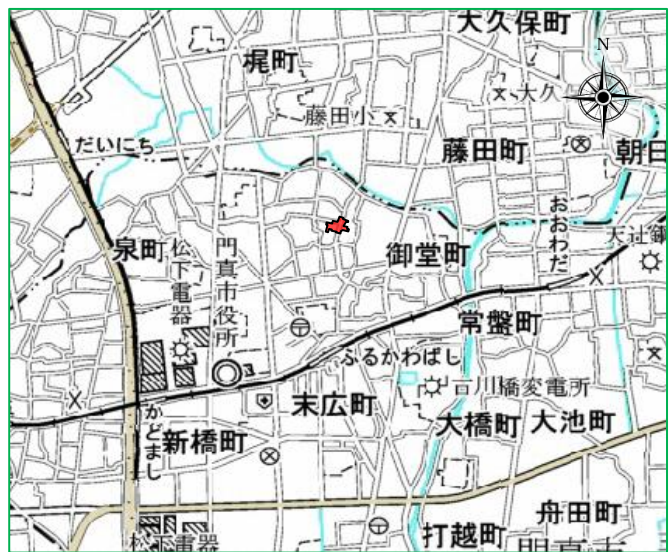 大久保町
梶町
N
大久
藤田小
だいにち
藤田町
朝日
おおわだ
泉町
松下電器
門真市役所
御堂町
天辻鋼
常盤町
ふるかわばし
古川橋変電所
末広町
かどまし
新橋町
大橋町
大池町
舟田町
打越町
松下電器
門真市